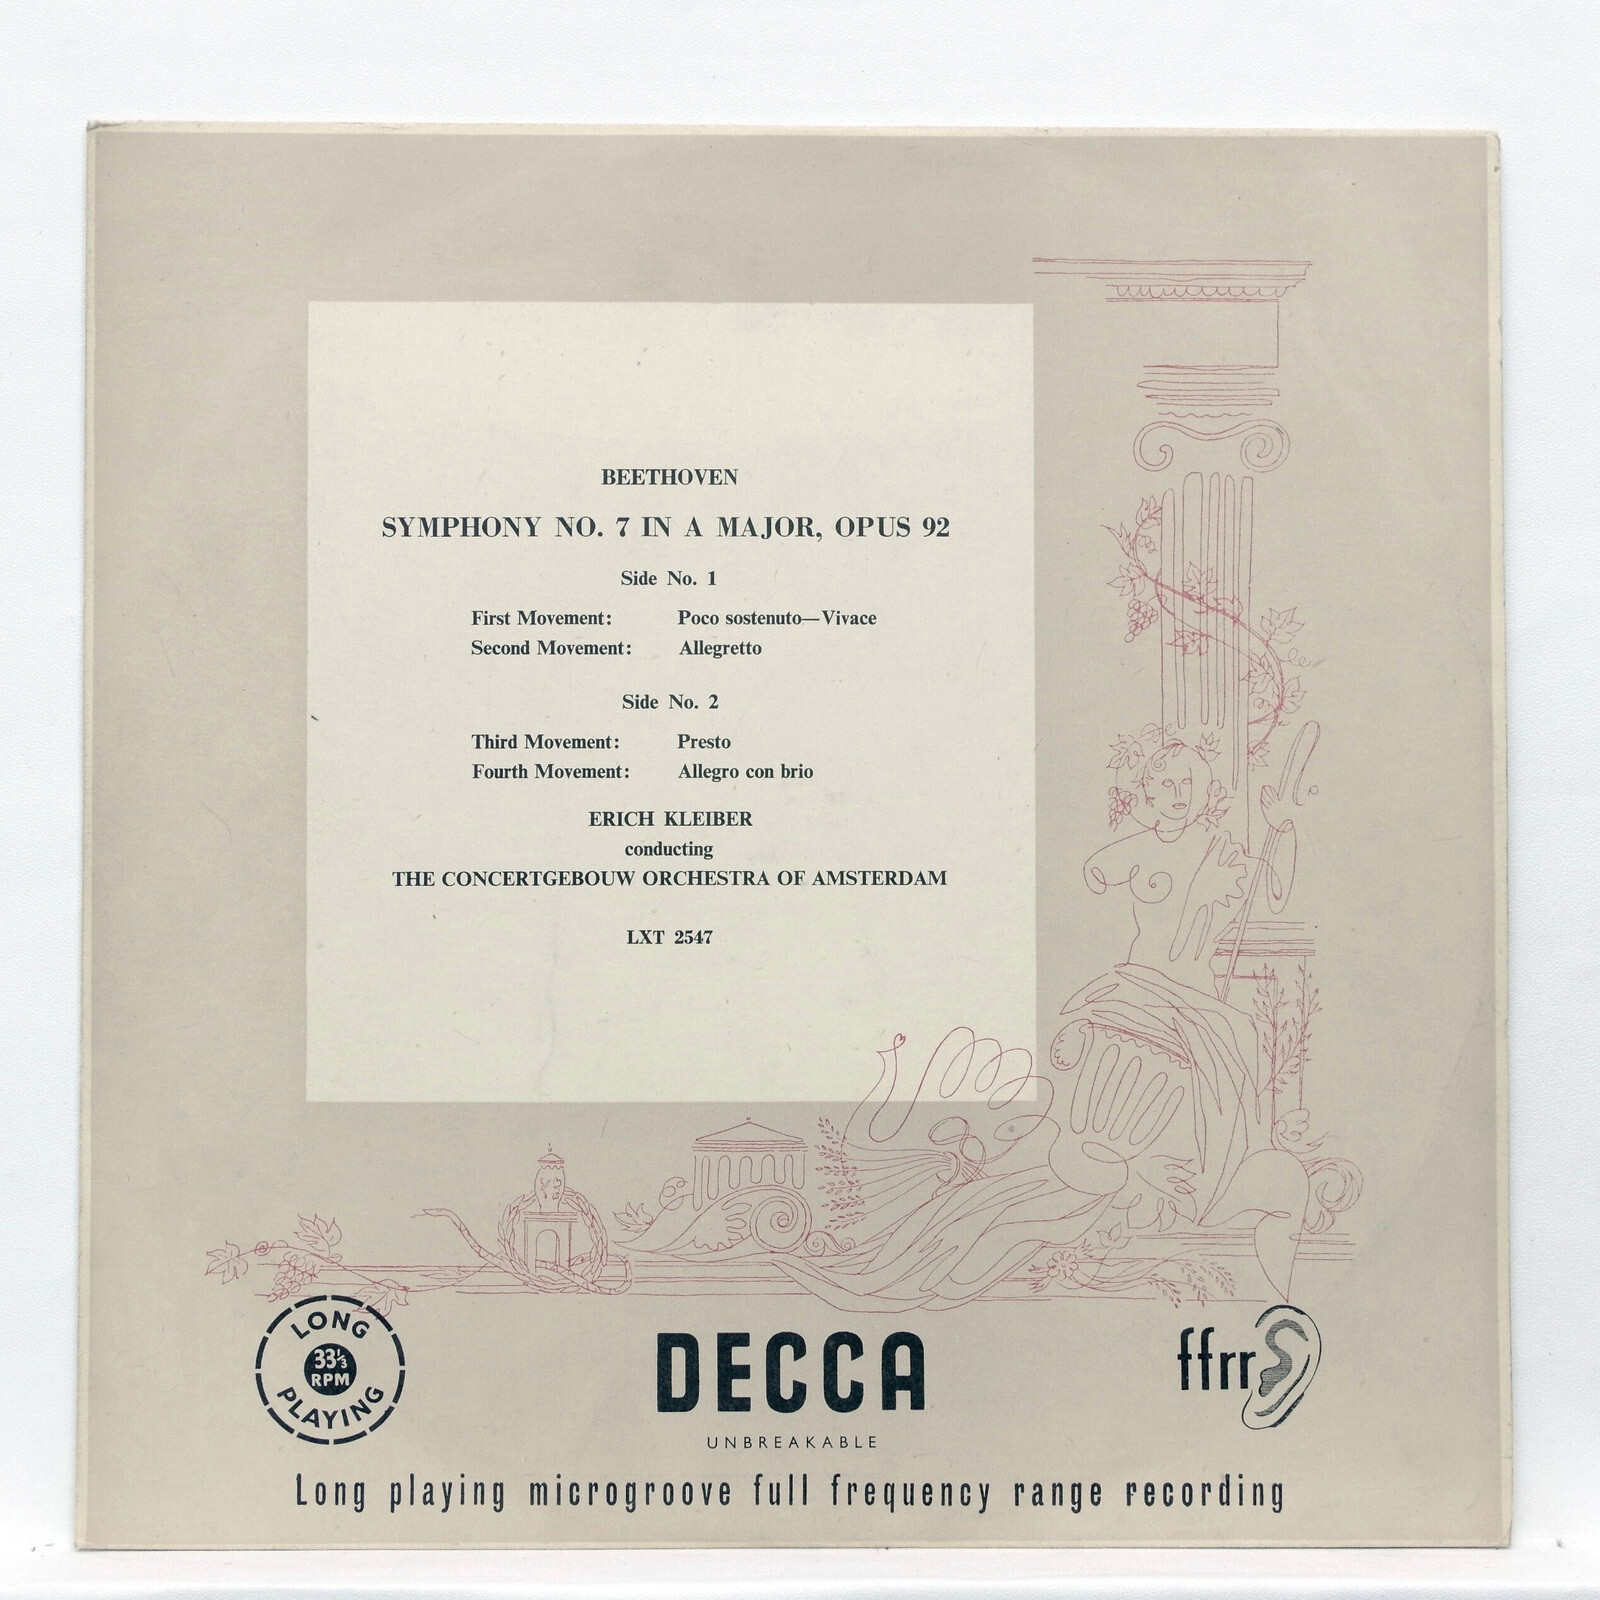 BEETHOVEN
SYMPHONY NO. 7 IN A MAJOR, OPUS 92
Side No. 1
First Movement: Poco sostenuto—Vivace
Second Movement: Allegretto
Side No. 2
Third Movement: Presto
Fourth Movement: Allegro con brio
ERICH KLEIBER
conducting
THE CONCERTGEBOUW ORCHESTRA OF AMSTERDAM
LXT 2547
LONG
33⅓
RPM
PLAYING
DECCA
UNBREAKABLE
ffrr
Long playing microgroove full frequency range recording